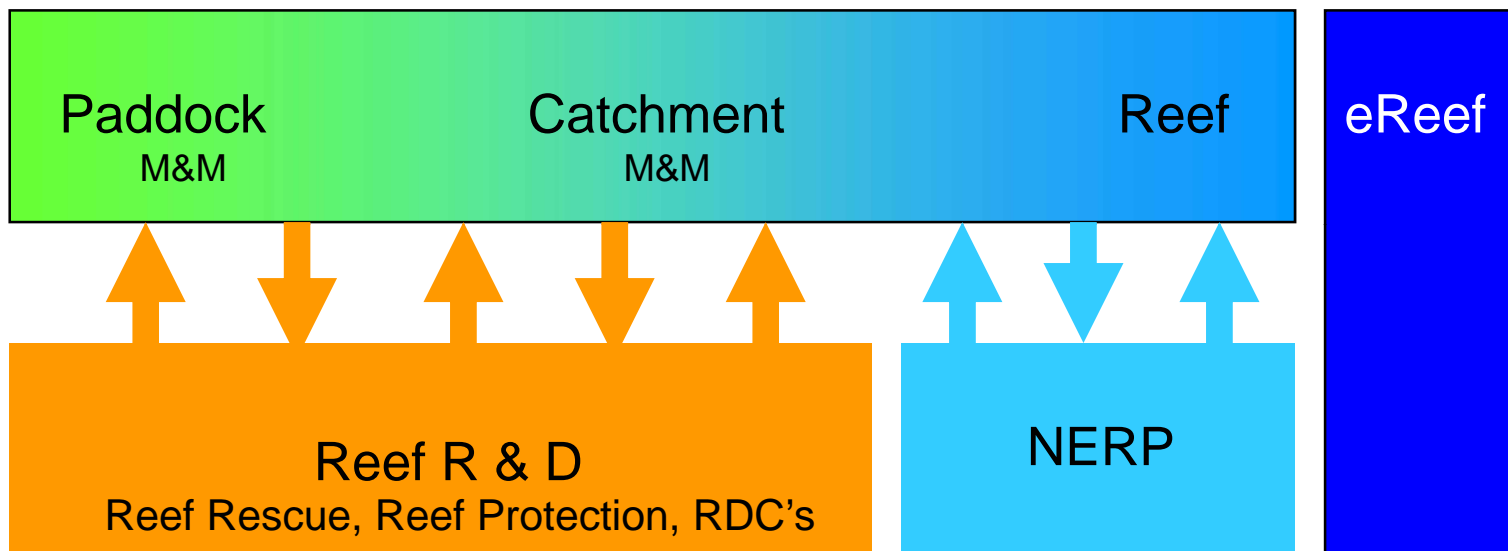 Paddock
M&M
Catchment
M&M
Reef
eReef
Reef R & D
Reef Rescue, Reef Protection, RDC's
NERP